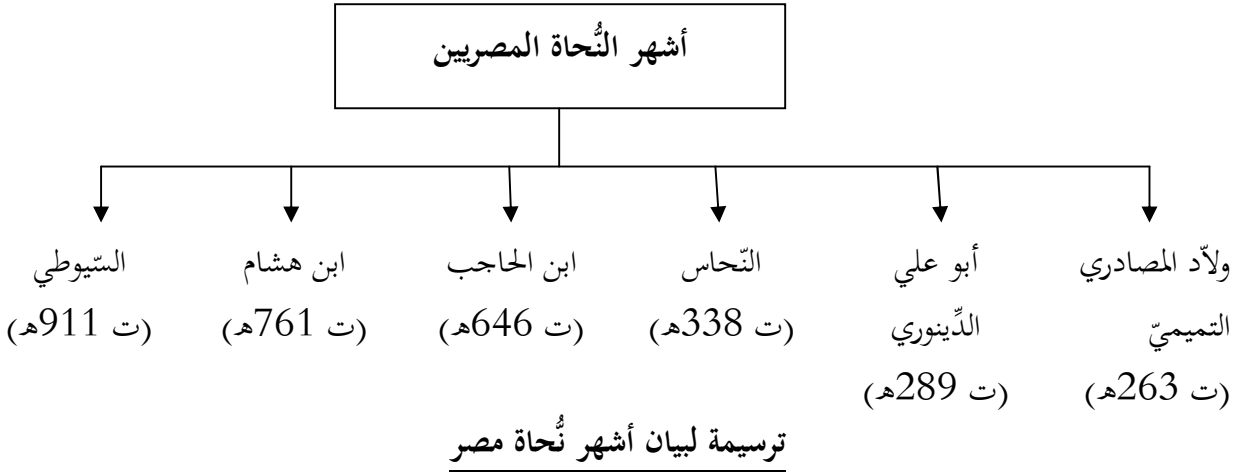 أشهر النُّحاة المصريين
ولاّد المصادري
التميميّ
(ت 263هـ)
أبو علي
الدِّينوري
(ت 289هـ)
النّحاس
(ت 338هـ)
ابن الحاجب
(ت 646هـ)
ابن هشام
(ت 761هـ)
السّيوطي
(ت 911هـ)
ترسيمة لبيان أشهر نُّحاة مصر